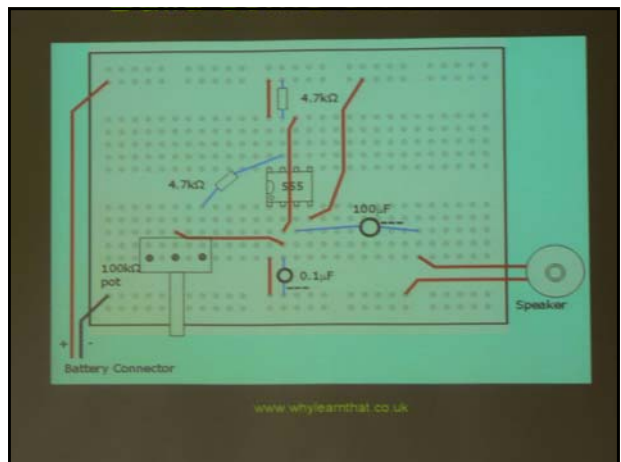 4.7kΩ
4.7kΩ
555
100µF
---
100kΩ
pot
0.1µF
---
Speaker
+ -
Battery Connector
www.whylearnthat.co.uk